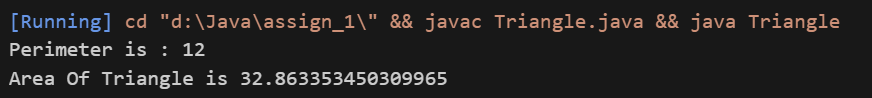 [Running] cd "d:\Java\assign_1\" && javac Triangle.java && java Triangle
Perimeter is : 12
Area Of Triangle is 32.863353450309965